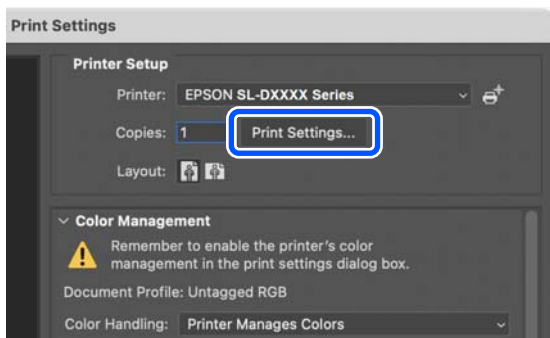 Print Settings
Printer Setup
Printer: EPSON SL-DXXXX Series
Copies: 1 Print Settings...
Layout:
Color Management
Remember to enable the printer's color
management in the print settings dialog box.
Document Profile: Untagged RGB
Color Handling: Printer Manages Colors